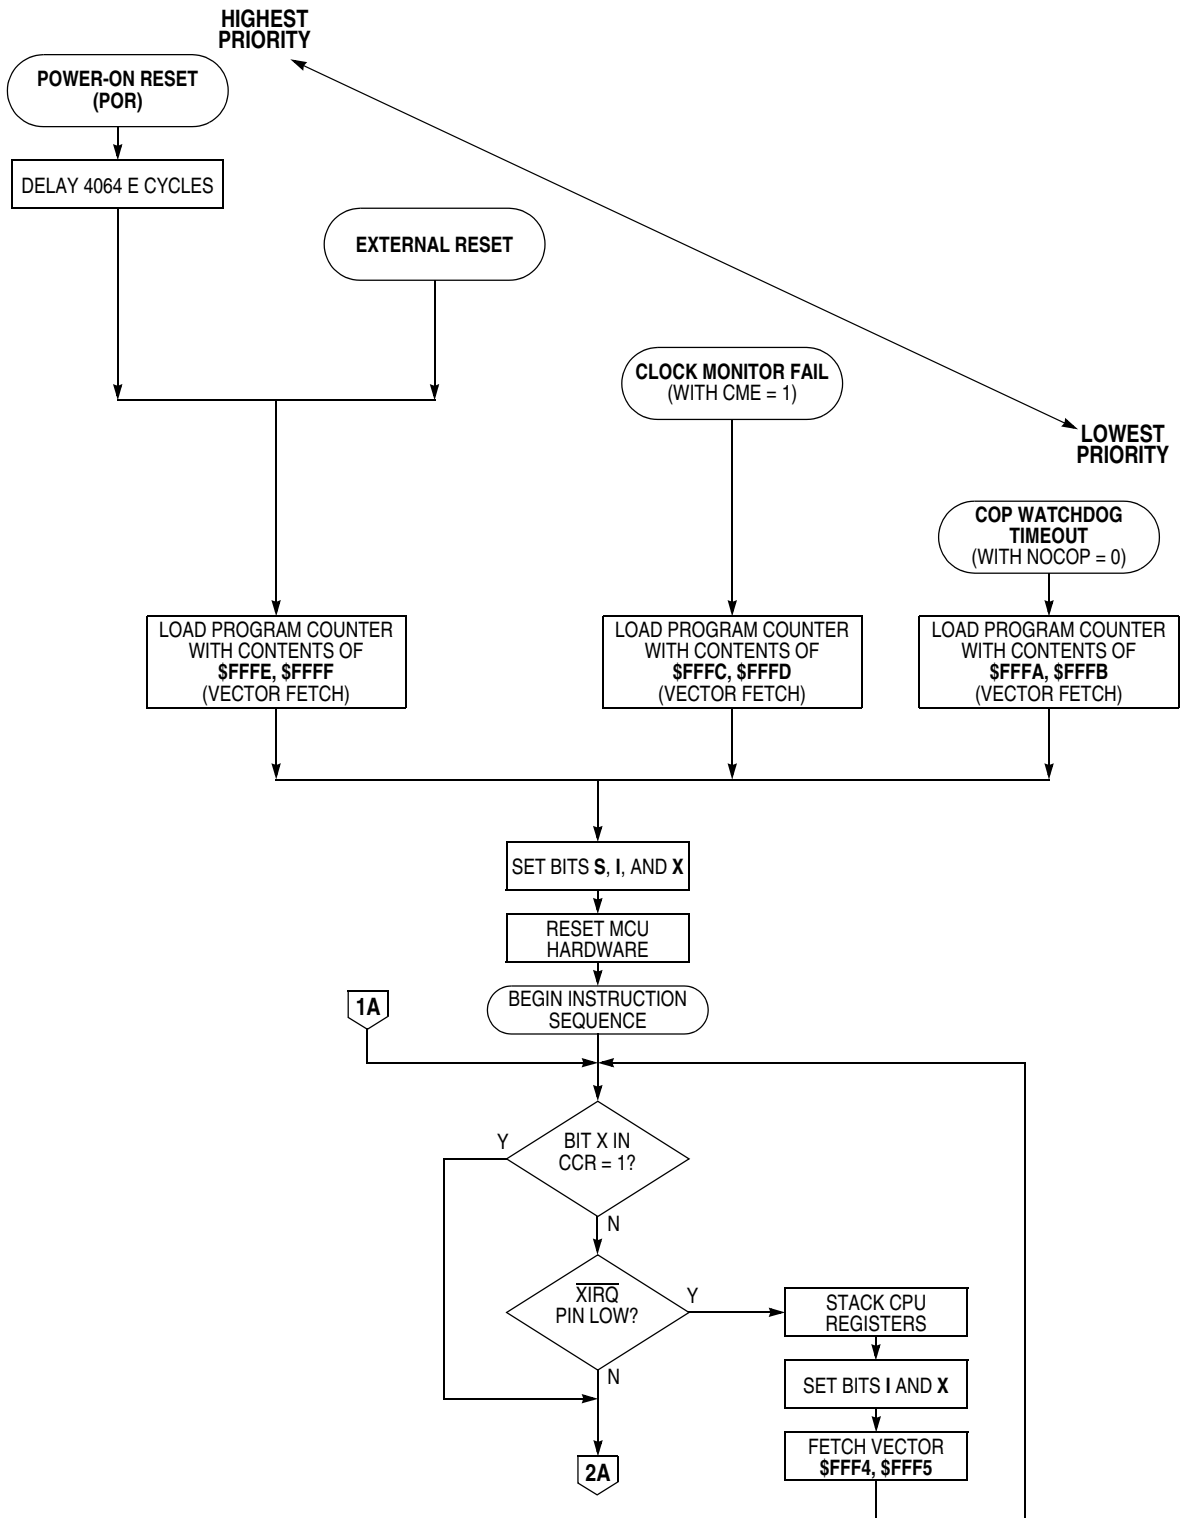 HIGHEST
PRIORITY
POWER-ON RESET
(POR)
DELAY 4064 E CYCLES
EXTERNAL RESET
CLOCK MONITOR FAIL
(WITH CME = 1)
LOWEST
PRIORITY
COP WATCHDOG
TIMEOUT
(WITH NOCOP = 0)
LOAD PROGRAM COUNTER
WITH CONTENTS OF
$FFFE, $FFFF
(VECTOR FETCH)
LOAD PROGRAM COUNTER
WITH CONTENTS OF
$FFFC, $FFFD
(VECTOR FETCH)
LOAD PROGRAM COUNTER
WITH CONTENTS OF
$FFFA, $FFFB
(VECTOR FETCH)
SET BITS S, I, AND X
RESET MCU
HARDWARE
BEGIN INSTRUCTION
SEQUENCE
1A
Y
BIT X IN
CCR = 1?
N
XIRQ
PIN LOW?
Y
STACK CPU
REGISTERS
N
SET BITS I AND X
FETCH VECTOR
$FFF4, $FFF5
2A